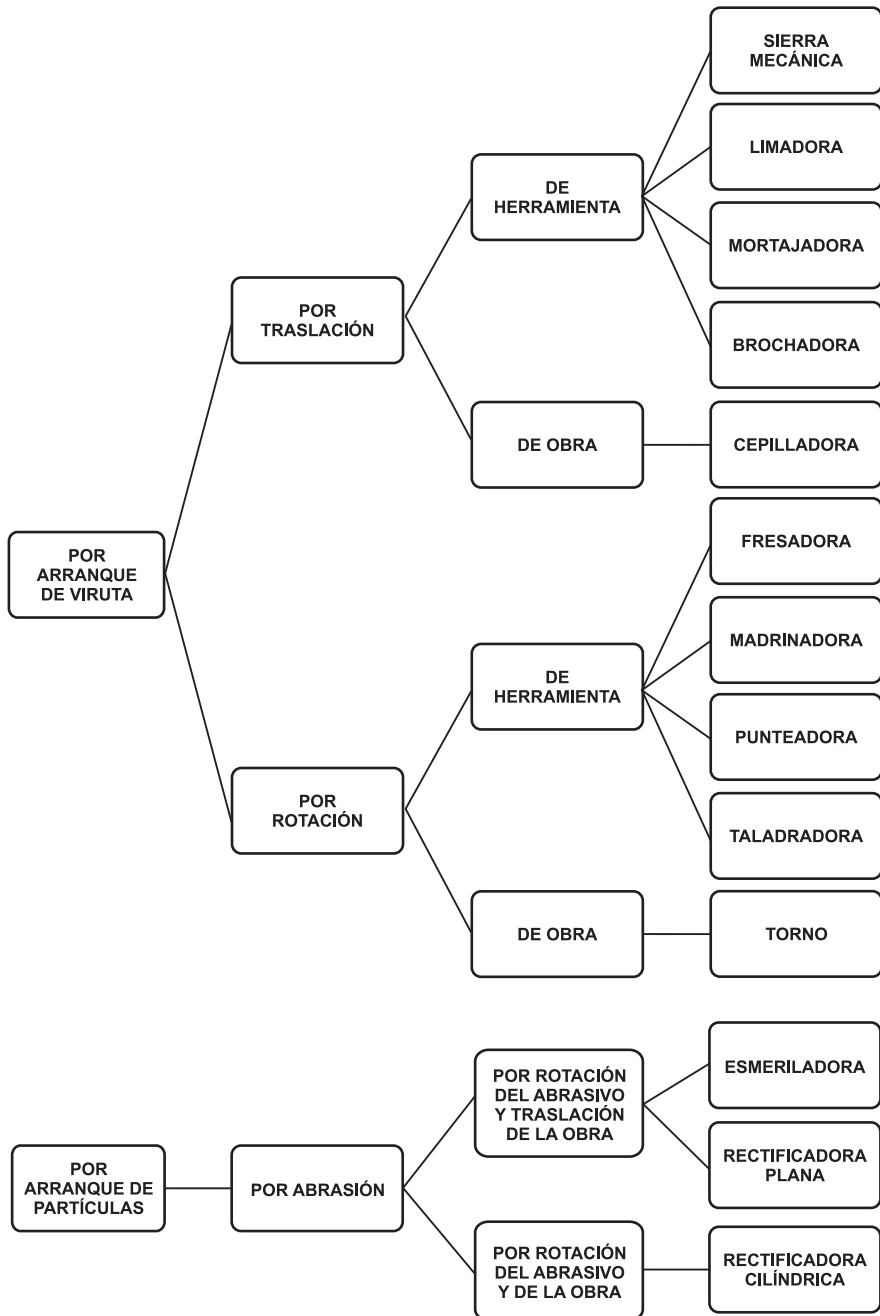 SIERRA
MECÁNICA
LIMADORA
DE
HERRAMIENTA
MORTAJADORA
POR
TRASLACIÓN
BROCHADORA
DE OBRA
CEPILLADORA
POR
ARRANQUE
DE VIRUTA
FRESADORA
MADRINADORA
DE
HERRAMIENTA
PUNTEADORA
POR
ROTACIÓN
TALADRADORA
DE OBRA
TORNO
POR ROTACIÓN
DEL ABRASIVO
Y TRASLACIÓN
DE LA OBRA
ESMERILADORA
POR
ARRANQUE DE
PARTÍCULAS
POR ABRASIÓN
RECTIFICADORA
PLANA
POR ROTACIÓN
DEL ABRASIVO
Y DE LA OBRA
RECTIFICADORA
CILÍNDRICA